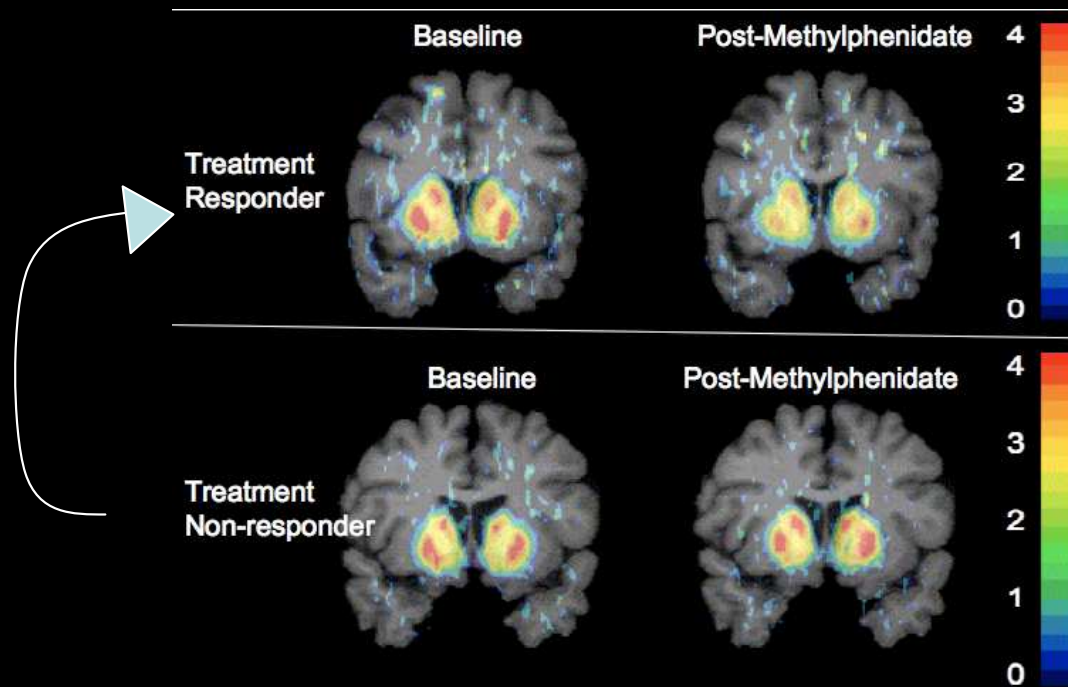 Baseline
Post-Methylphenidate
4
3
Treatment
Responder
2
1
0
Baseline
Post-Methylphenidate
4
3
Treatment
Non-responder
2
1
0